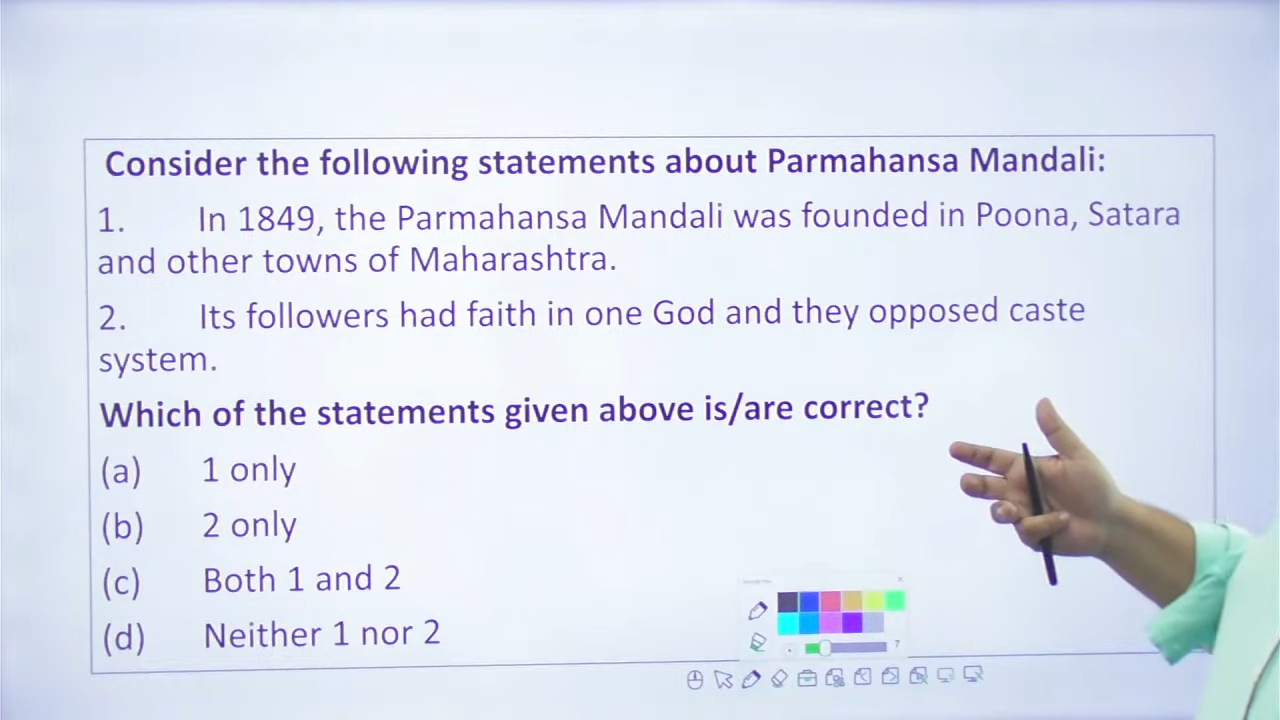 Consider the following statements about Parmahansa Mandali:
1. In 1849, the Parmahansa Mandali was founded in Poona, Satara
and other towns of Maharashtra.
2. Its followers had faith in one God and they opposed caste
system.
Which of the statements given above is/are correct?
(a) 1 only
(b) 2 only
(c) Both 1 and 2
(d) Neither 1 nor 2
7